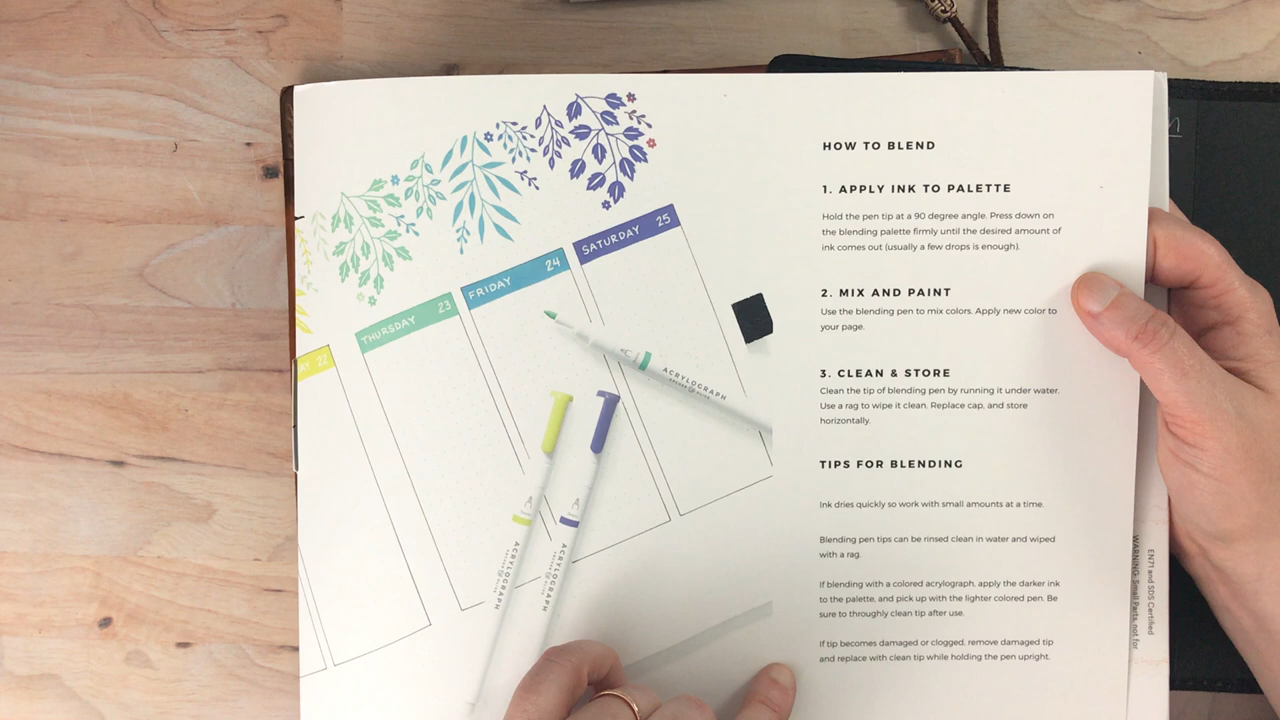 HOW TO BLEND
1. APPLY INK TO PALETTE
Hold the pen tip at a 90 degree angle. Press down on
the blending palette firmly until the desired amount of
ink comes out (usually a few drops is enough).
2. MIX AND PAINT
Use the blending pen to mix colors. Apply new color to
your page.
3. CLEAN & STORE
Clean the tip of blending pen by running it under water.
Use a rag to wipe it clean. Replace cap, and store
horizontally.
TIPS FOR BLENDING
Ink dries quickly so work with small amounts at a time.
Blending pen tips can be rinsed clean in water and wiped
with a rag.
If blending with a colored acrylograph, apply the darker ink
to the palette, and pick up with the lighter colored pen. Be
sure to throughly clean tip after use.
If tip becomes damaged or clogged, remove damaged tip
and replace with clean tip while holding the pen upright.
AY 22
THURSDAY 23
FRIDAY 24
SATURDAY 25
ACRYLOGRAPH
ARCHER & OLIVE
ACRYLOGRAPH
ARCHER & OLIVE
ACRYLOGRAPH
ARCHER & OLIVE
EN71 and SDS Certified
WARNING: Small Parts, not for